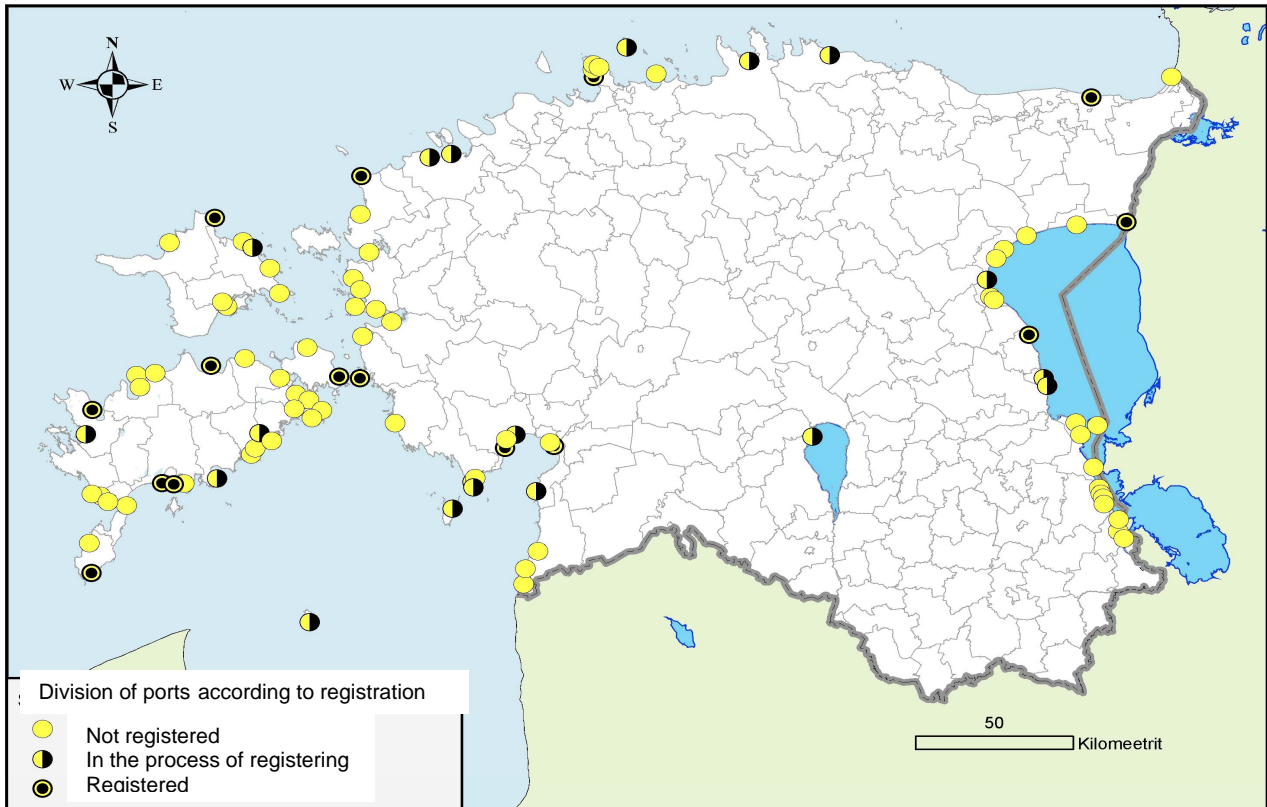 N
W E
S
Division of ports according to registration
Not registered
In the process of registering
Registered
50
Kilomeetrit